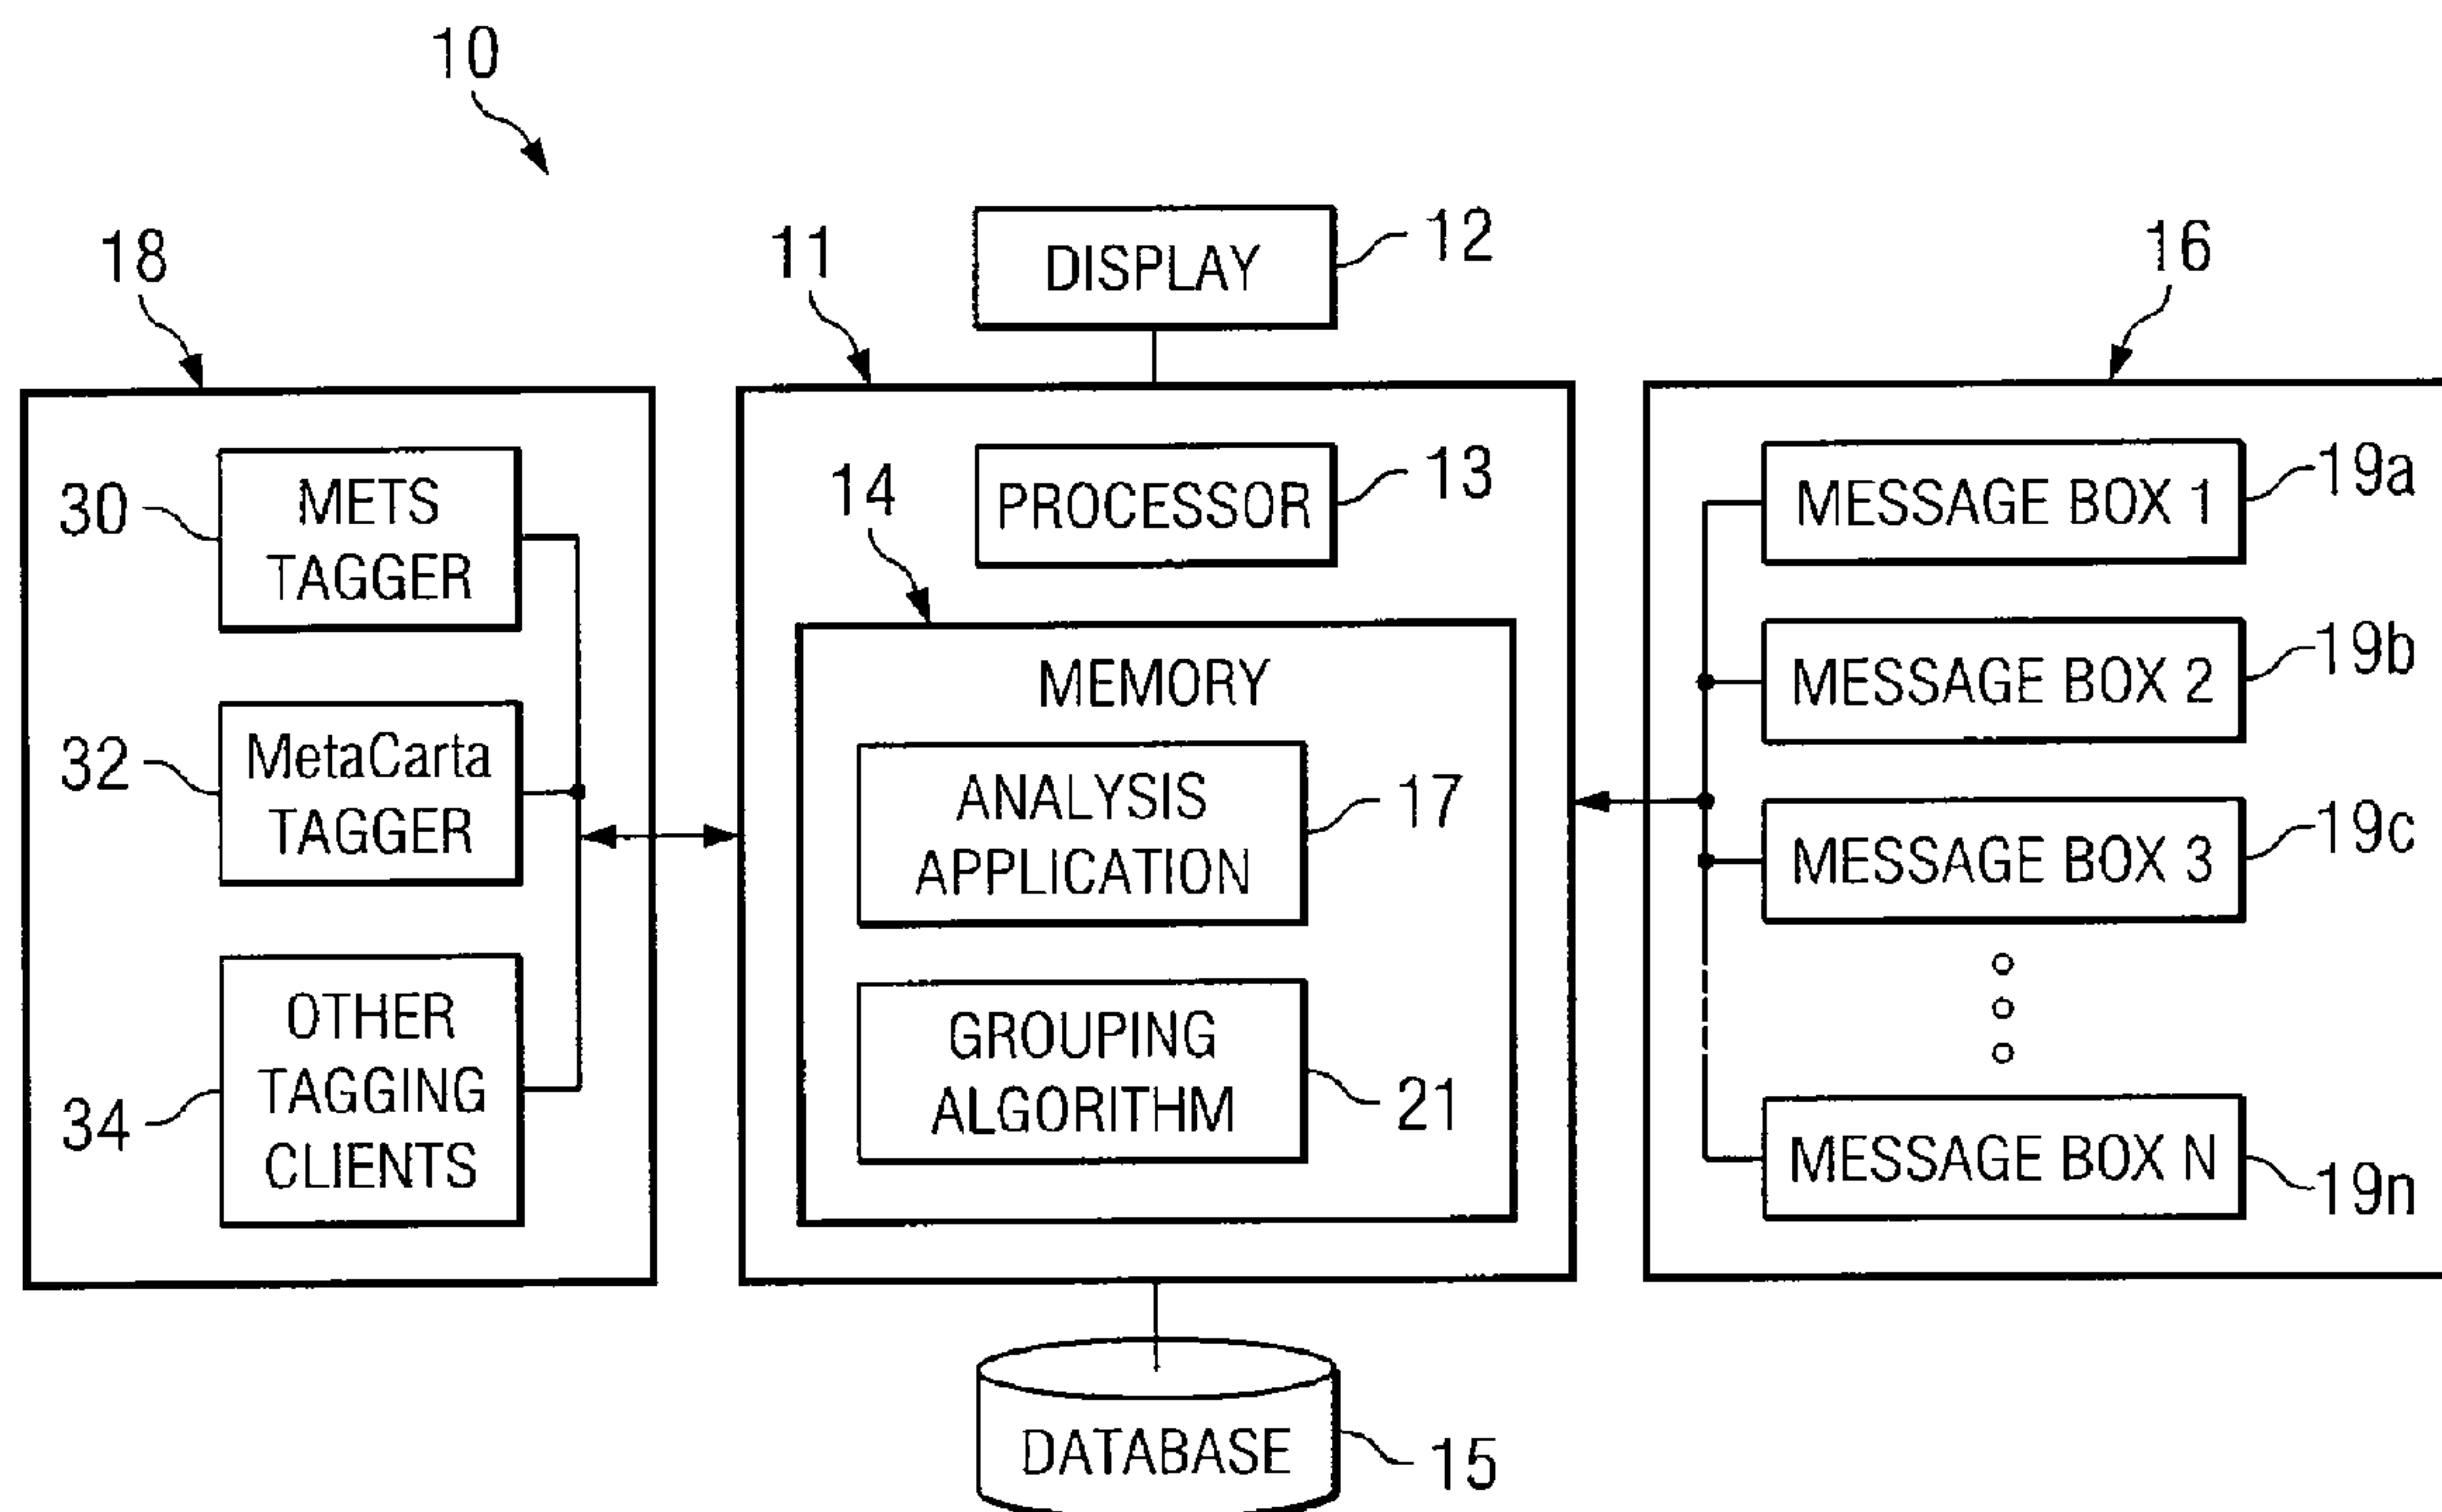 10
18
11
DISPLAY
12
16
30
METS
TAGGER
14
PROCESSOR
13
MESSAGE BOX 1
19a
MEMORY
MESSAGE BOX 2
19b
32
MetaCarta
TAGGER
ANALYSIS
APPLICATION
17
MESSAGE BOX 3
19c
34
OTHER
TAGGING
CLIENTS
GROUPING
ALGORITHM
21
MESSAGE BOX N
19n
DATABASE
15